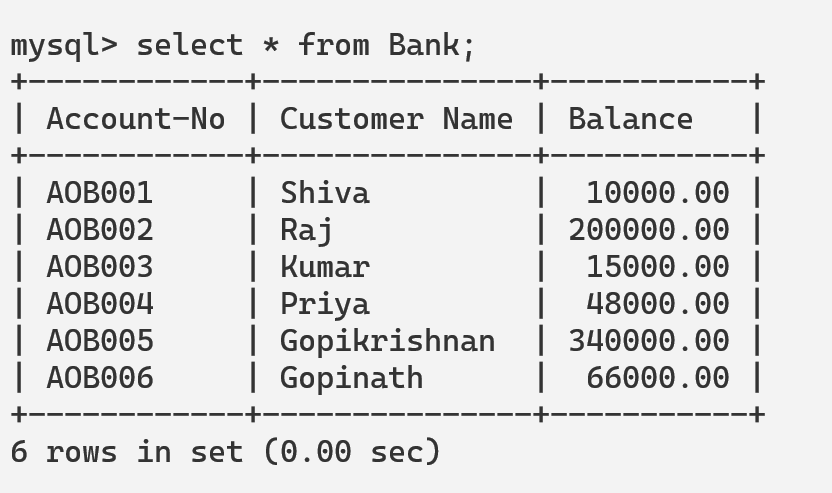 mysql> select * from Bank;
+------------+---------------+-----------+
| Account-No | Customer Name | Balance   |
+------------+---------------+-----------+
| AOB001     | Shiva         |  10000.00 |
| AOB002     | Raj           | 200000.00 |
| AOB003     | Kumar         |  15000.00 |
| AOB004     | Priya         |  48000.00 |
| AOB005     | Gopikrishnan  | 340000.00 |
| AOB006     | Gopinath      |  66000.00 |
+------------+---------------+-----------+
6 rows in set (0.00 sec)